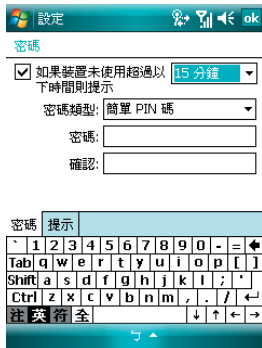 設定 ok
密碼
如果裝置未使用超過以 15 分鐘
下時間則提示
密碼類型: 簡單 PIN 碼
密碼:
確認:
密碼 提示
` 1 2 3 4 5 6 7 8 9 0 - = ←
Tab q w e r t y u i o p [ ]
Shift a s d f g h j k l ; '
Ctrl z x c v b n m , . / ↵
注 英 符 全 ↓ ↑ ← →
ㄅ